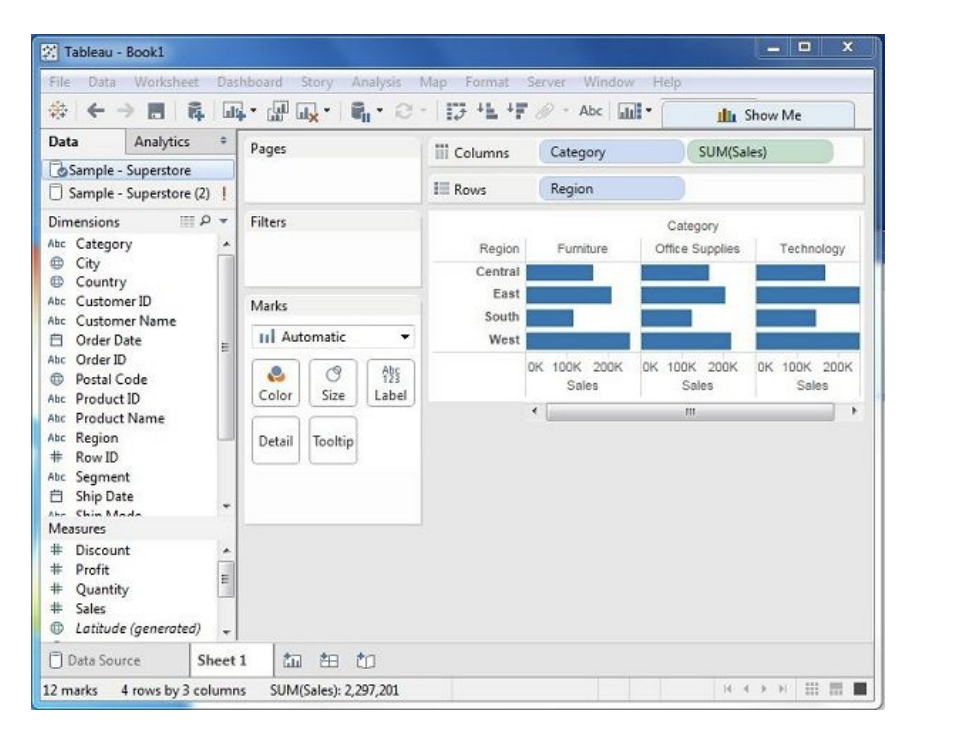 Tableau - Book1
File Data Worksheet Dashboard Story Analysis Map Format Server Window Help
Abc Show Me
Data Analytics
Sample - Superstore
Sample - Superstore (2) !
Dimensions
Abc Category
City
Country
Abc Customer ID
Abc Customer Name
Order Date
Abc Order ID
Postal Code
Abc Product ID
Abc Product Name
Abc Region
# Row ID
Abc Segment
Ship Date
Abc Ship Mode
Measures
# Discount
# Profit
# Quantity
# Sales
Latitude (generated)
Pages
Filters
Marks
Automatic
Color Size Abc 123 Label
Detail Tooltip
Columns Category SUM(Sales)
Rows Region
Category
Region Furniture Office Supplies Technology
Central
East
South
West
0K 100K 200K 0K 100K 200K 0K 100K 200K
Sales Sales Sales
Data Source Sheet 1
12 marks 4 rows by 3 columns SUM(Sales): 2,297,201